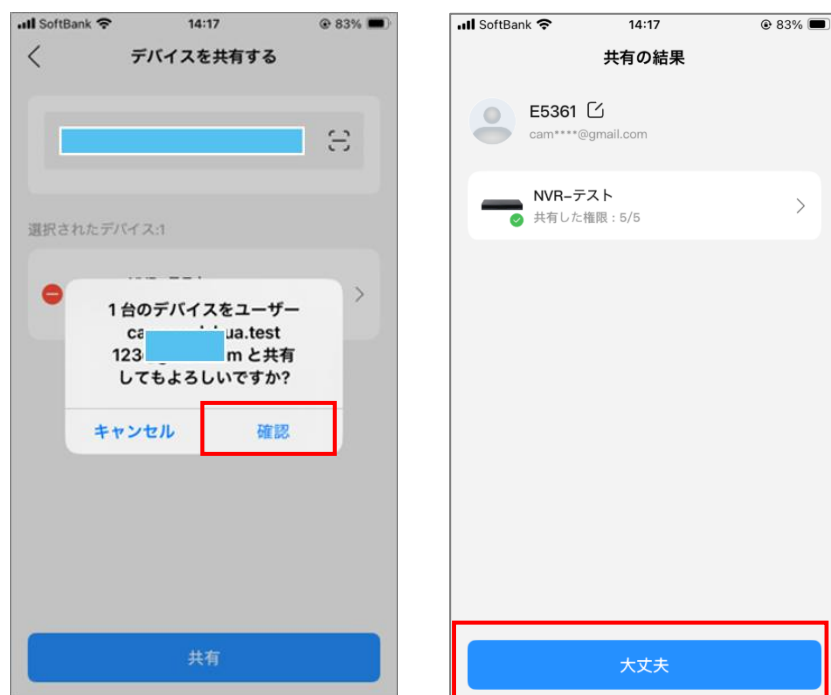 SoftBank 14:17 83%
デバイスを共有する
選択されたデバイス:1
1台のデバイスをユーザー
ua.test
123 m と共有
してもよろしいですか?
キャンセル 確認
共有
SoftBank 14:17 83%
共有の結果
E5361
cam****@gmail.com
NVR-テスト
共有した権限：5/5
大丈夫